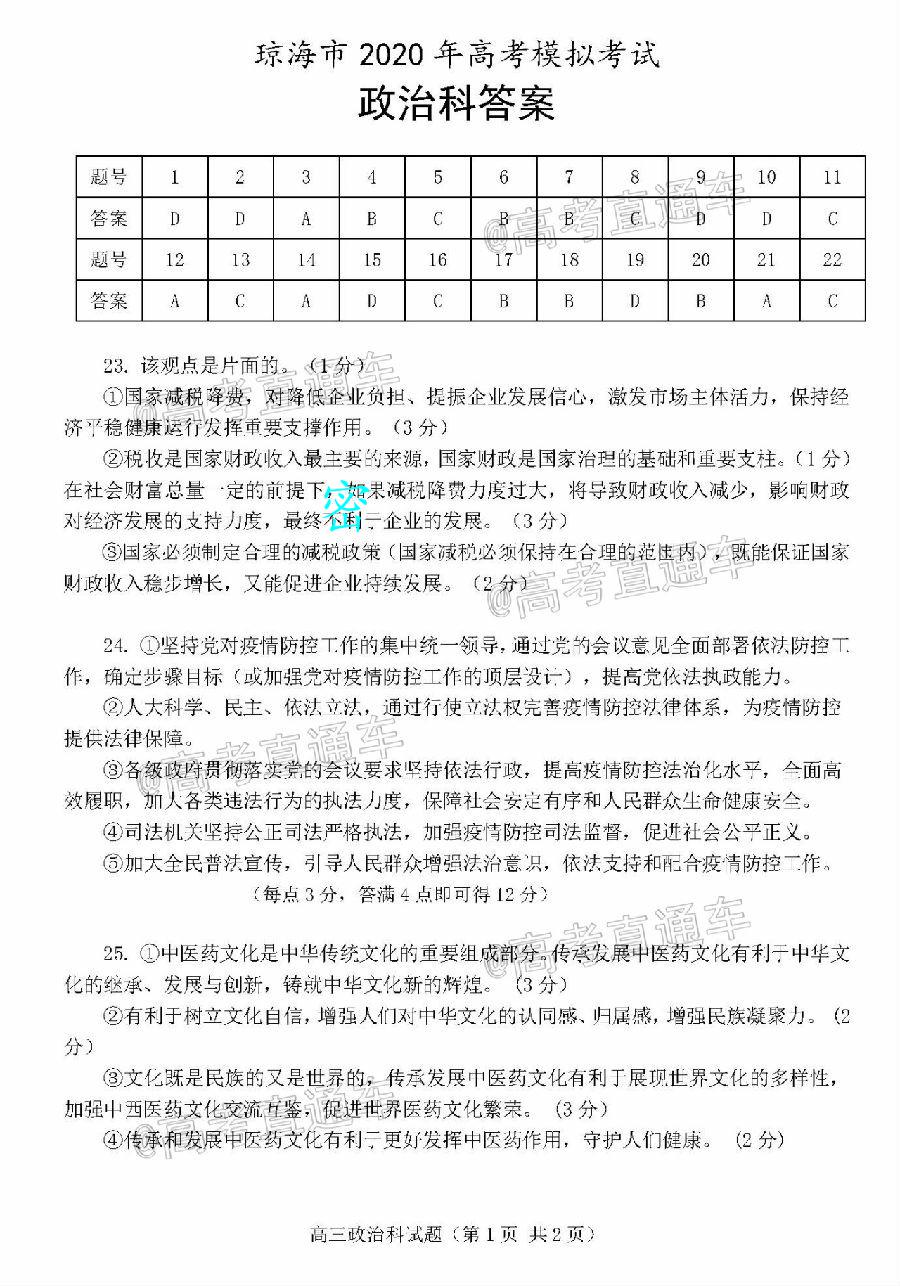 琼海市 2020 年高考模拟考试
政治科答案
题号 1 2 3 4 5 6 7 8 9 10 11
答案 D D A B C B B C D D C
题号 12 13 14 15 16 17 18 19 20 21 22
答案 A C A D C B B D B A C
@高考直通车
23. 该观点是片面的。（1 分）
①国家减税降费，对降低企业负担、提振企业发展信心，激发市场主体活力，保持经
济平稳健康运行发挥重要支撑作用。（3 分）
@高考直通车
②税收是国家财政收入最主要的来源，国家财政是国家治理的基础和重要支柱。（1 分）
在社会财富总量一定的前提下，如果减税降费力度过大，将导致财政收入减少，影响财政
密
对经济发展的支持力度，最终不利于企业的发展。（3 分）
③国家必须制定合理的减税政策（国家减税必须保持在合理的范围内），既能保证国家
财政收入稳步增长，又能促进企业持续发展。（2 分）
@高考直通车
24. ①坚持党对疫情防控工作的集中统一领导，通过党的会议意见全面部署依法防控工
作，确定步骤目标（或加强党对疫情防控工作的顶层设计），提高党依法执政能力。
②人大科学、民主、依法立法，通过行使立法权完善疫情防控法律体系，为疫情防控
提供法律保障。
@高考直通车
③各级政府贯彻落实党的会议要求坚持依法行政，提高疫情防控法治化水平，全面高
效履职，加大各类违法行为的执法力度，保障社会安定有序和人民群众生命健康安全。
④司法机关坚持公正司法严格执法，加强疫情防控司法监督，促进社会公平正义。
⑤加大全民普法宣传，引导人民群众增强法治意识，依法支持和配合疫情防控工作。
（每点 3 分，答满 4 点即可得 12 分）
@高考直通车
25. ①中医药文化是中华传统文化的重要组成部分。传承发展中医药文化有利于中华文
化的继承、发展与创新，铸就中华文化新的辉煌。（3 分）
②有利于树立文化自信，增强人们对中华文化的认同感、归属感，增强民族凝聚力。（2
分）
③文化既是民族的又是世界的，传承发展中医药文化有利于展现世界文化的多样性，
加强中西医药文化交流互鉴，促进世界医药文化繁荣。（3 分）
@高考直通车
④传承和发展中医药文化有利于更好发挥中医药作用，守护人们健康。（2 分）
高三政治科试题（第 1 页 共 2 页）